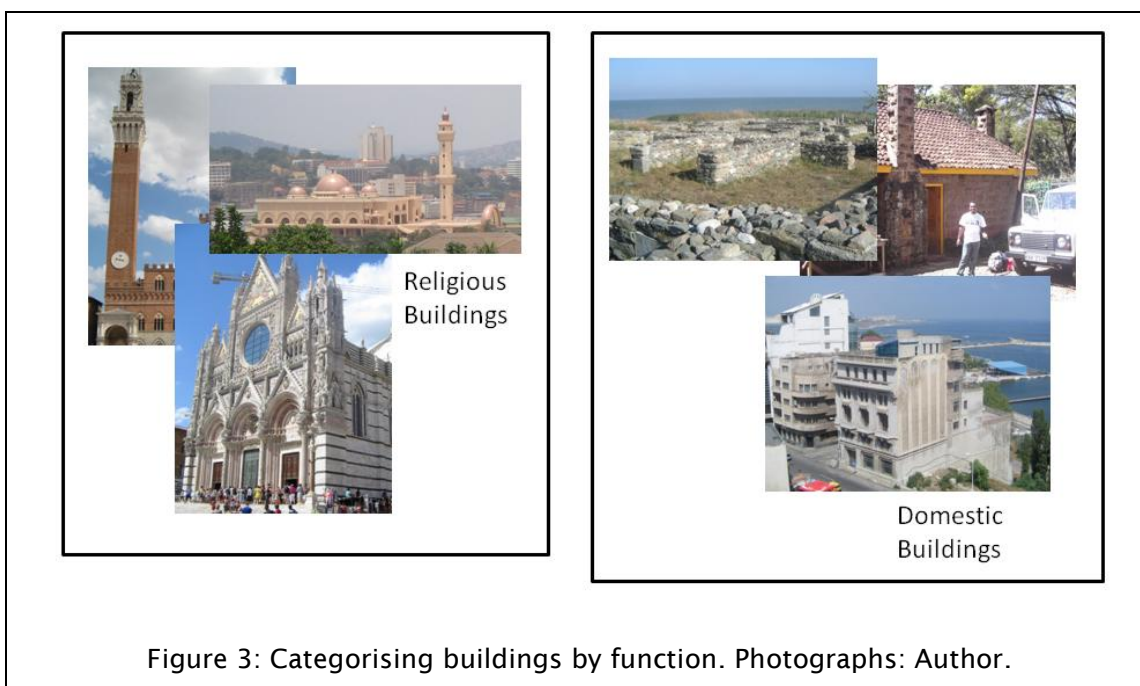 Religious
Buildings
Domestic
Buildings
Figure 3: Categorising buildings by function. Photographs: Author.